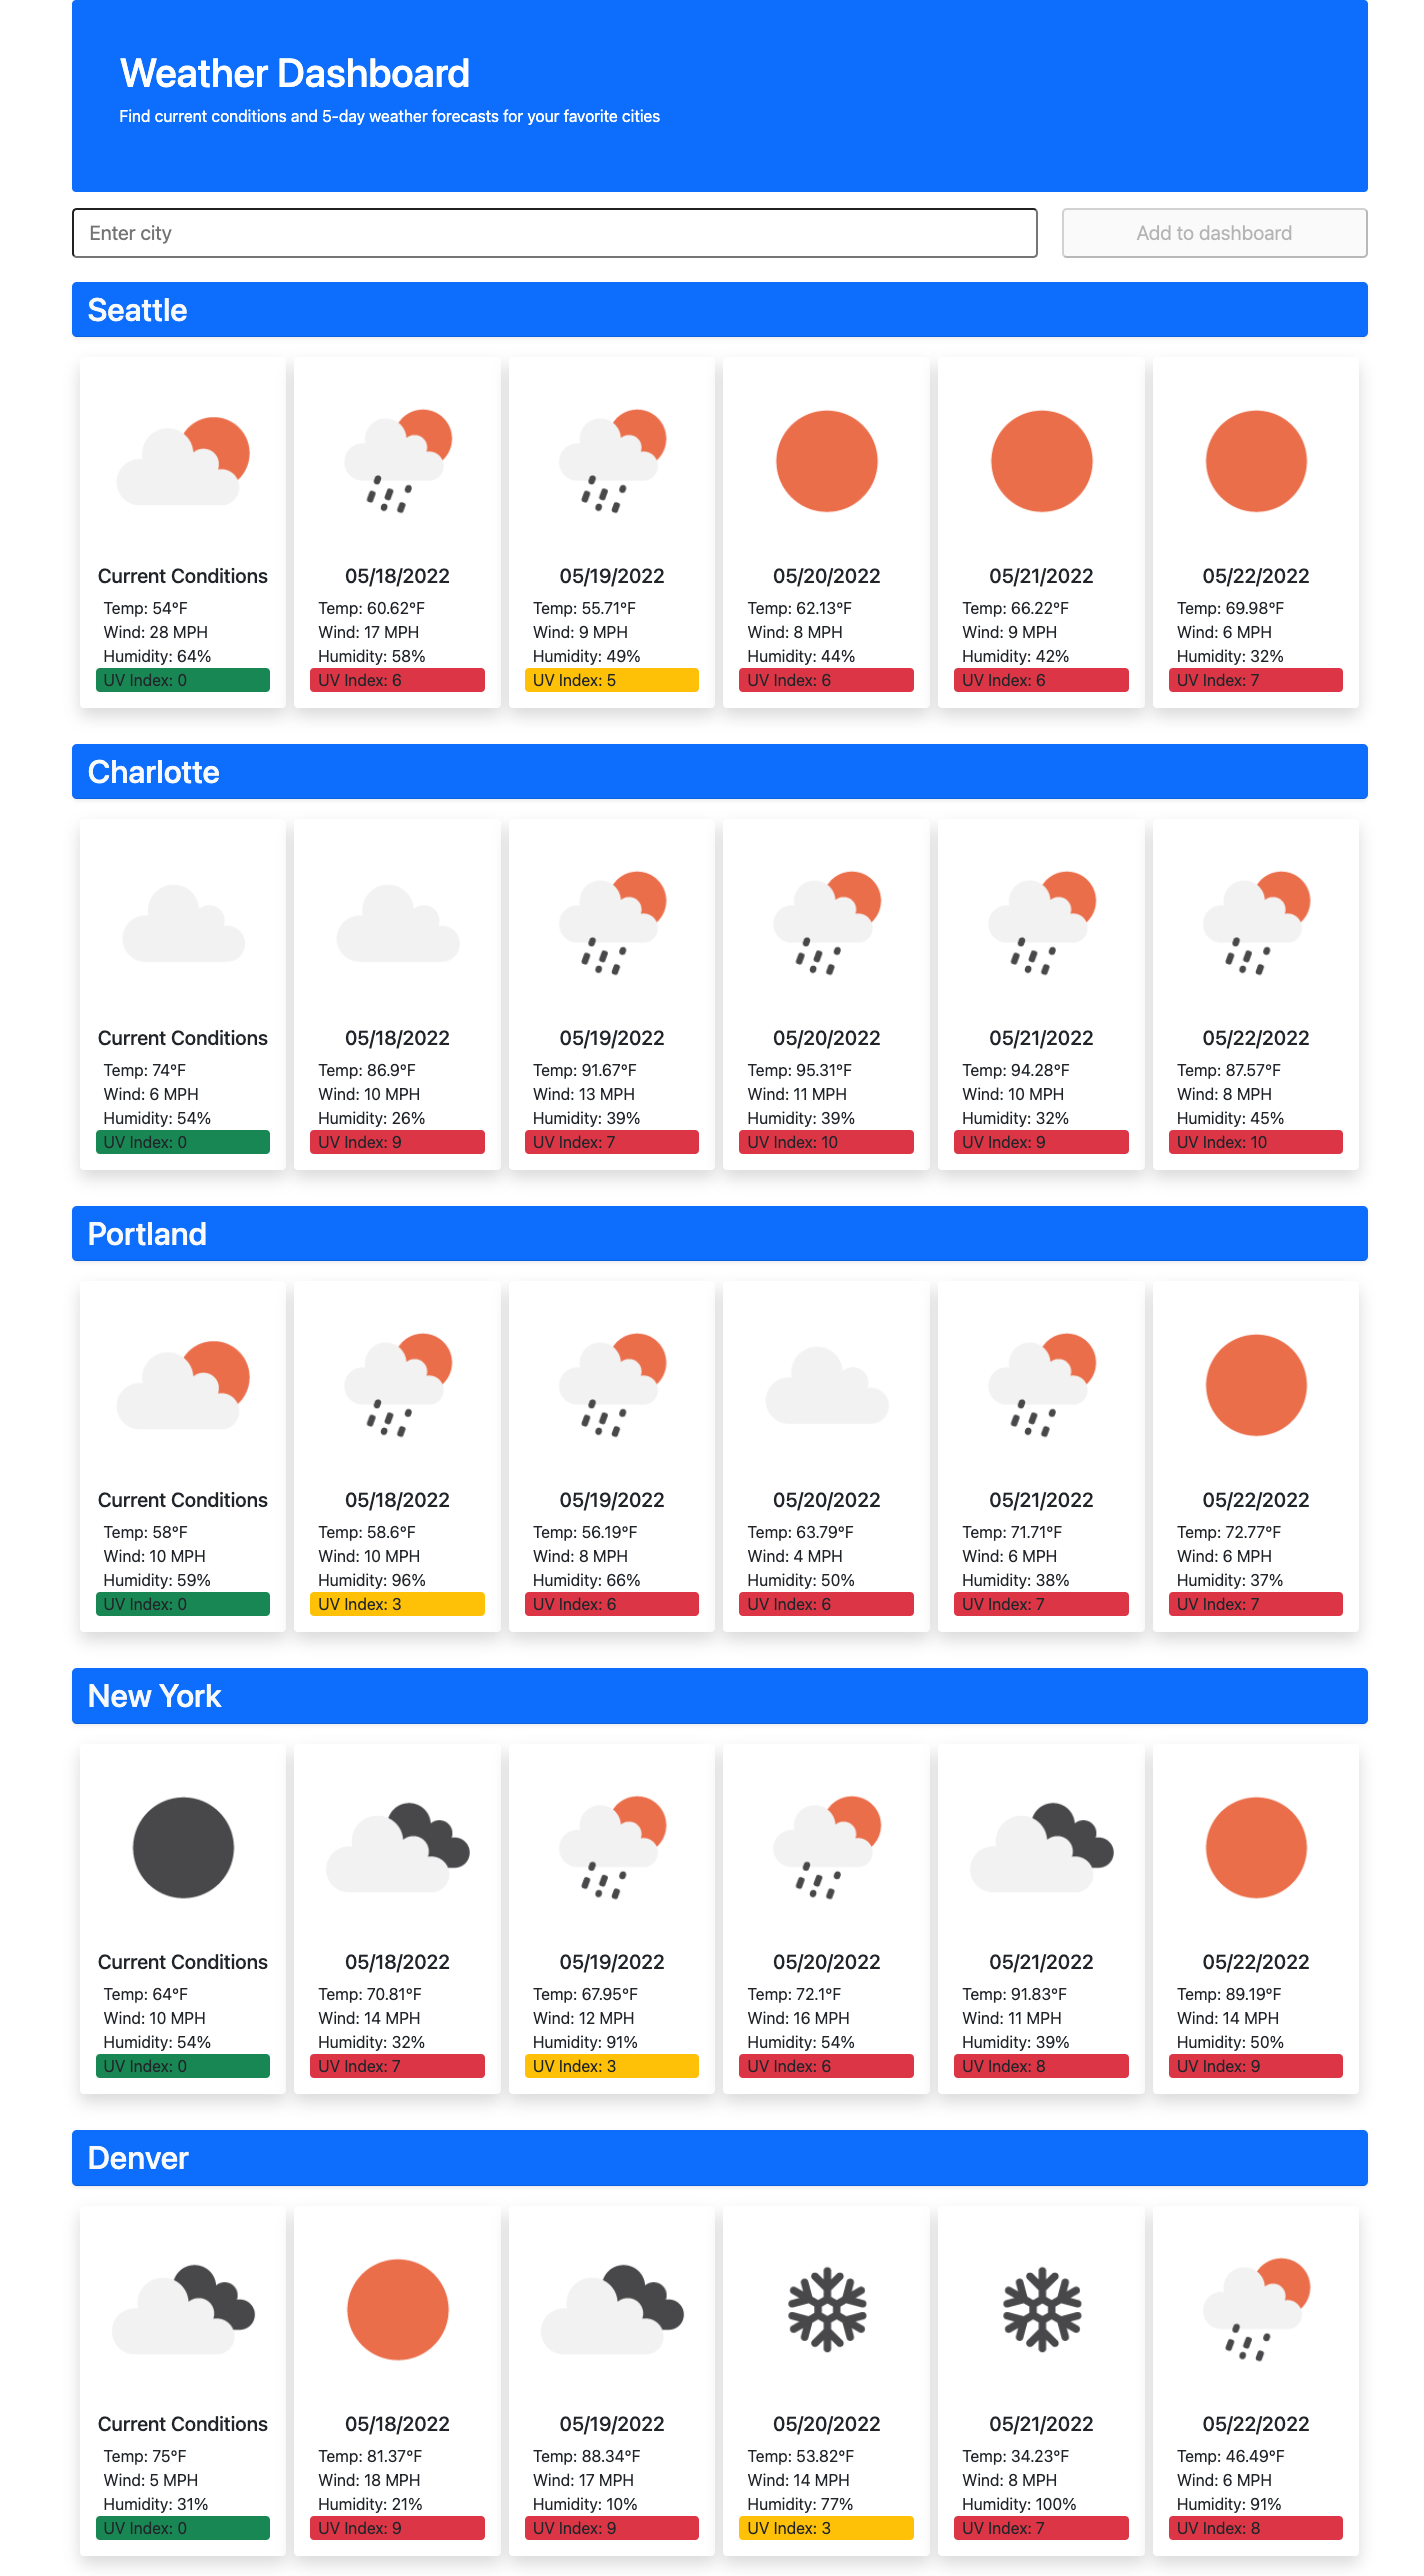 Weather Dashboard
Find current conditions and 5-day weather forecasts for your favorite cities
Enter city
Add to dashboard
Seattle
Current Conditions
Temp: 54°F
Wind: 28 MPH
Humidity: 64%
UV Index: 0
05/18/2022
Temp: 60.62°F
Wind: 17 MPH
Humidity: 58%
UV Index: 6
05/19/2022
Temp: 55.71°F
Wind: 9 MPH
Humidity: 49%
UV Index: 5
05/20/2022
Temp: 62.13°F
Wind: 8 MPH
Humidity: 44%
UV Index: 6
05/21/2022
Temp: 66.22°F
Wind: 9 MPH
Humidity: 42%
UV Index: 6
05/22/2022
Temp: 69.98°F
Wind: 6 MPH
Humidity: 32%
UV Index: 7
Charlotte
Current Conditions
Temp: 74°F
Wind: 6 MPH
Humidity: 54%
UV Index: 0
05/18/2022
Temp: 86.9°F
Wind: 10 MPH
Humidity: 26%
UV Index: 9
05/19/2022
Temp: 91.67°F
Wind: 13 MPH
Humidity: 39%
UV Index: 7
05/20/2022
Temp: 95.31°F
Wind: 11 MPH
Humidity: 39%
UV Index: 10
05/21/2022
Temp: 94.28°F
Wind: 10 MPH
Humidity: 32%
UV Index: 9
05/22/2022
Temp: 87.57°F
Wind: 8 MPH
Humidity: 45%
UV Index: 10
Portland
Current Conditions
Temp: 58°F
Wind: 10 MPH
Humidity: 59%
UV Index: 0
05/18/2022
Temp: 58.6°F
Wind: 10 MPH
Humidity: 96%
UV Index: 3
05/19/2022
Temp: 56.19°F
Wind: 8 MPH
Humidity: 66%
UV Index: 6
05/20/2022
Temp: 63.79°F
Wind: 4 MPH
Humidity: 50%
UV Index: 6
05/21/2022
Temp: 71.71°F
Wind: 6 MPH
Humidity: 38%
UV Index: 7
05/22/2022
Temp: 72.77°F
Wind: 6 MPH
Humidity: 37%
UV Index: 7
New York
Current Conditions
Temp: 64°F
Wind: 10 MPH
Humidity: 54%
UV Index: 0
05/18/2022
Temp: 70.81°F
Wind: 14 MPH
Humidity: 32%
UV Index: 7
05/19/2022
Temp: 67.95°F
Wind: 12 MPH
Humidity: 91%
UV Index: 3
05/20/2022
Temp: 72.1°F
Wind: 16 MPH
Humidity: 54%
UV Index: 6
05/21/2022
Temp: 91.83°F
Wind: 11 MPH
Humidity: 39%
UV Index: 8
05/22/2022
Temp: 89.19°F
Wind: 14 MPH
Humidity: 50%
UV Index: 9
Denver
Current Conditions
Temp: 75°F
Wind: 5 MPH
Humidity: 31%
UV Index: 0
05/18/2022
Temp: 81.37°F
Wind: 18 MPH
Humidity: 21%
UV Index: 9
05/19/2022
Temp: 88.34°F
Wind: 17 MPH
Humidity: 10%
UV Index: 9
05/20/2022
Temp: 53.82°F
Wind: 14 MPH
Humidity: 77%
UV Index: 3
05/21/2022
Temp: 34.23°F
Wind: 8 MPH
Humidity: 100%
UV Index: 7
05/22/2022
Temp: 46.49°F
Wind: 6 MPH
Humidity: 91%
UV Index: 8